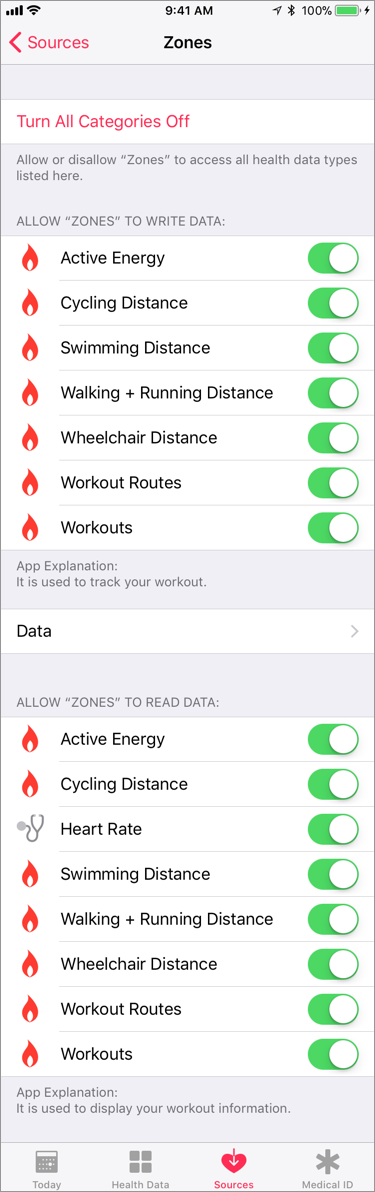 9:41 AM 100%
Sources Zones
Turn All Categories Off
Allow or disallow “Zones” to access all health data types
listed here.
ALLOW “ZONES” TO WRITE DATA:
Active Energy
Cycling Distance
Swimming Distance
Walking + Running Distance
Wheelchair Distance
Workout Routes
Workouts
App Explanation:
It is used to track your workout.
Data
ALLOW “ZONES” TO READ DATA:
Active Energy
Cycling Distance
Heart Rate
Swimming Distance
Walking + Running Distance
Wheelchair Distance
Workout Routes
Workouts
App Explanation:
It is used to display your workout information.
Today Health Data Sources Medical ID